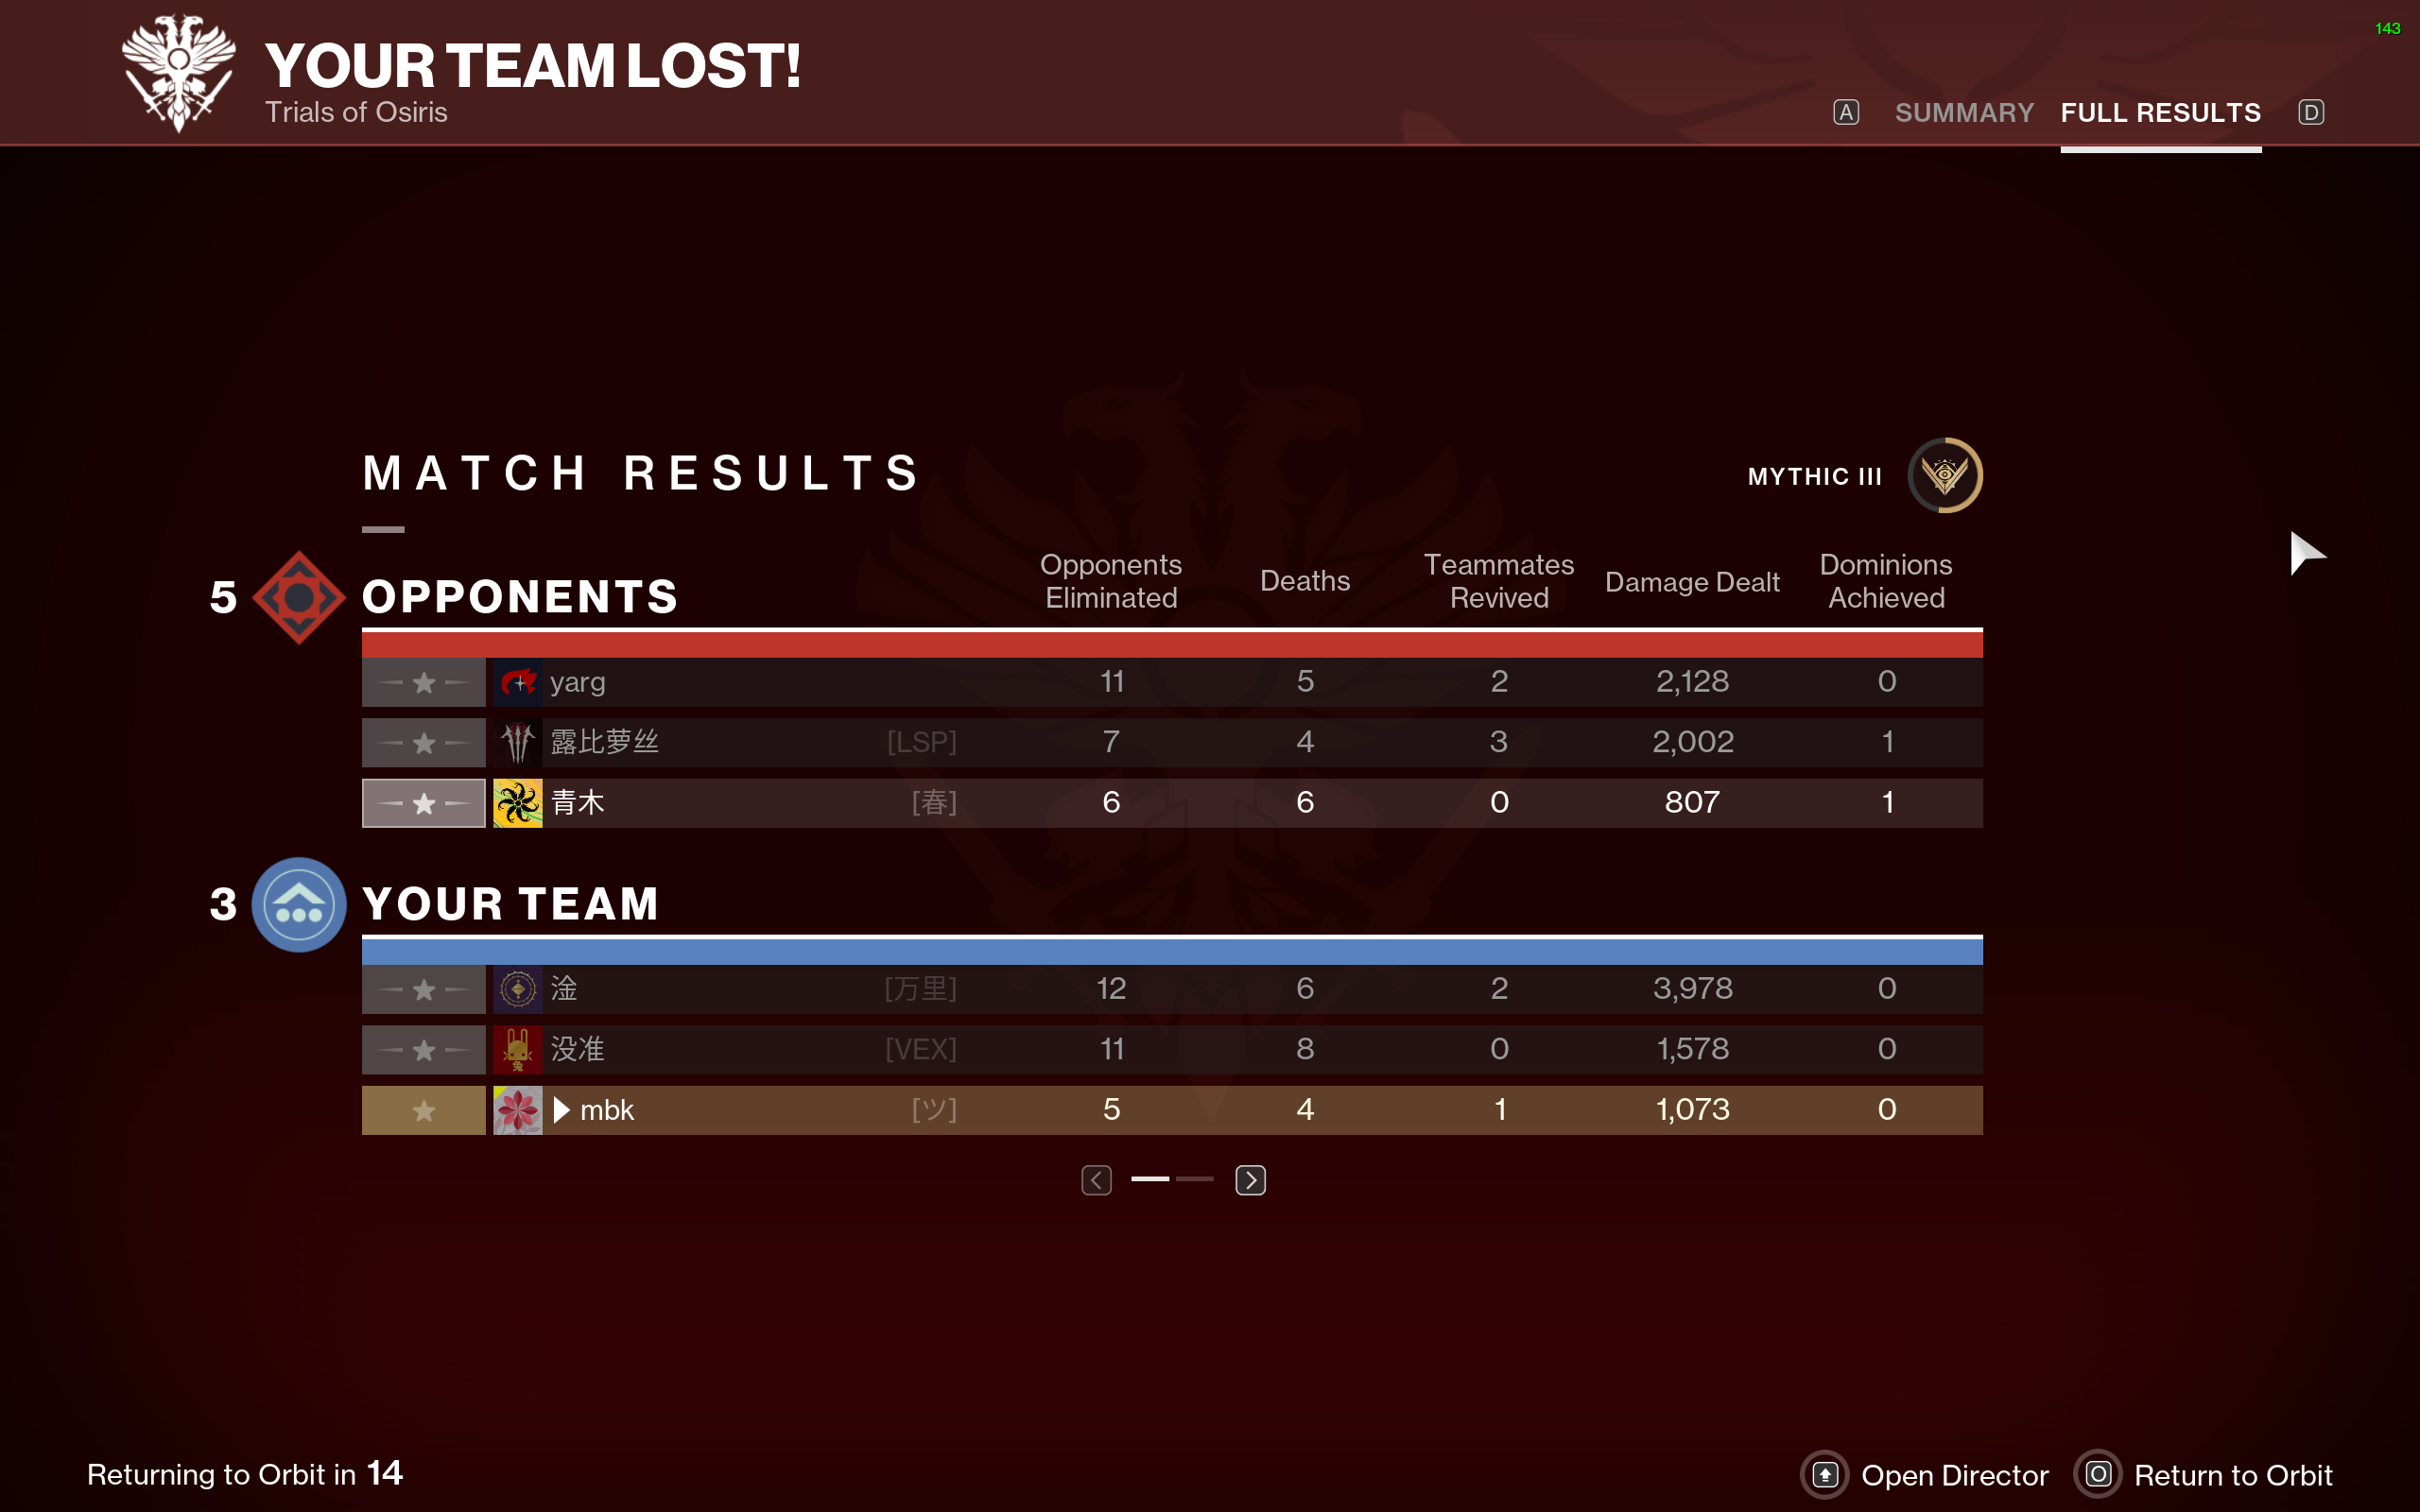 143
YOUR TEAM LOST!
Trials of Osiris
A SUMMARY FULL RESULTS D
MATCH RESULTS
MYTHIC III
5 OPPONENTS
Opponents Eliminated Deaths Teammates Revived Damage Dealt Dominions Achieved
yarg 11 5 2 2,128 0
露比萝丝 [LSP] 7 4 3 2,002 1
青木 [春] 6 6 0 807 1
3 YOUR TEAM
淦 [万里] 12 6 2 3,978 0
没准 [VEX] 11 8 0 1,578 0
mbk [ツ] 5 4 1 1,073 0
Returning to Orbit in 14
Open Director O Return to Orbit